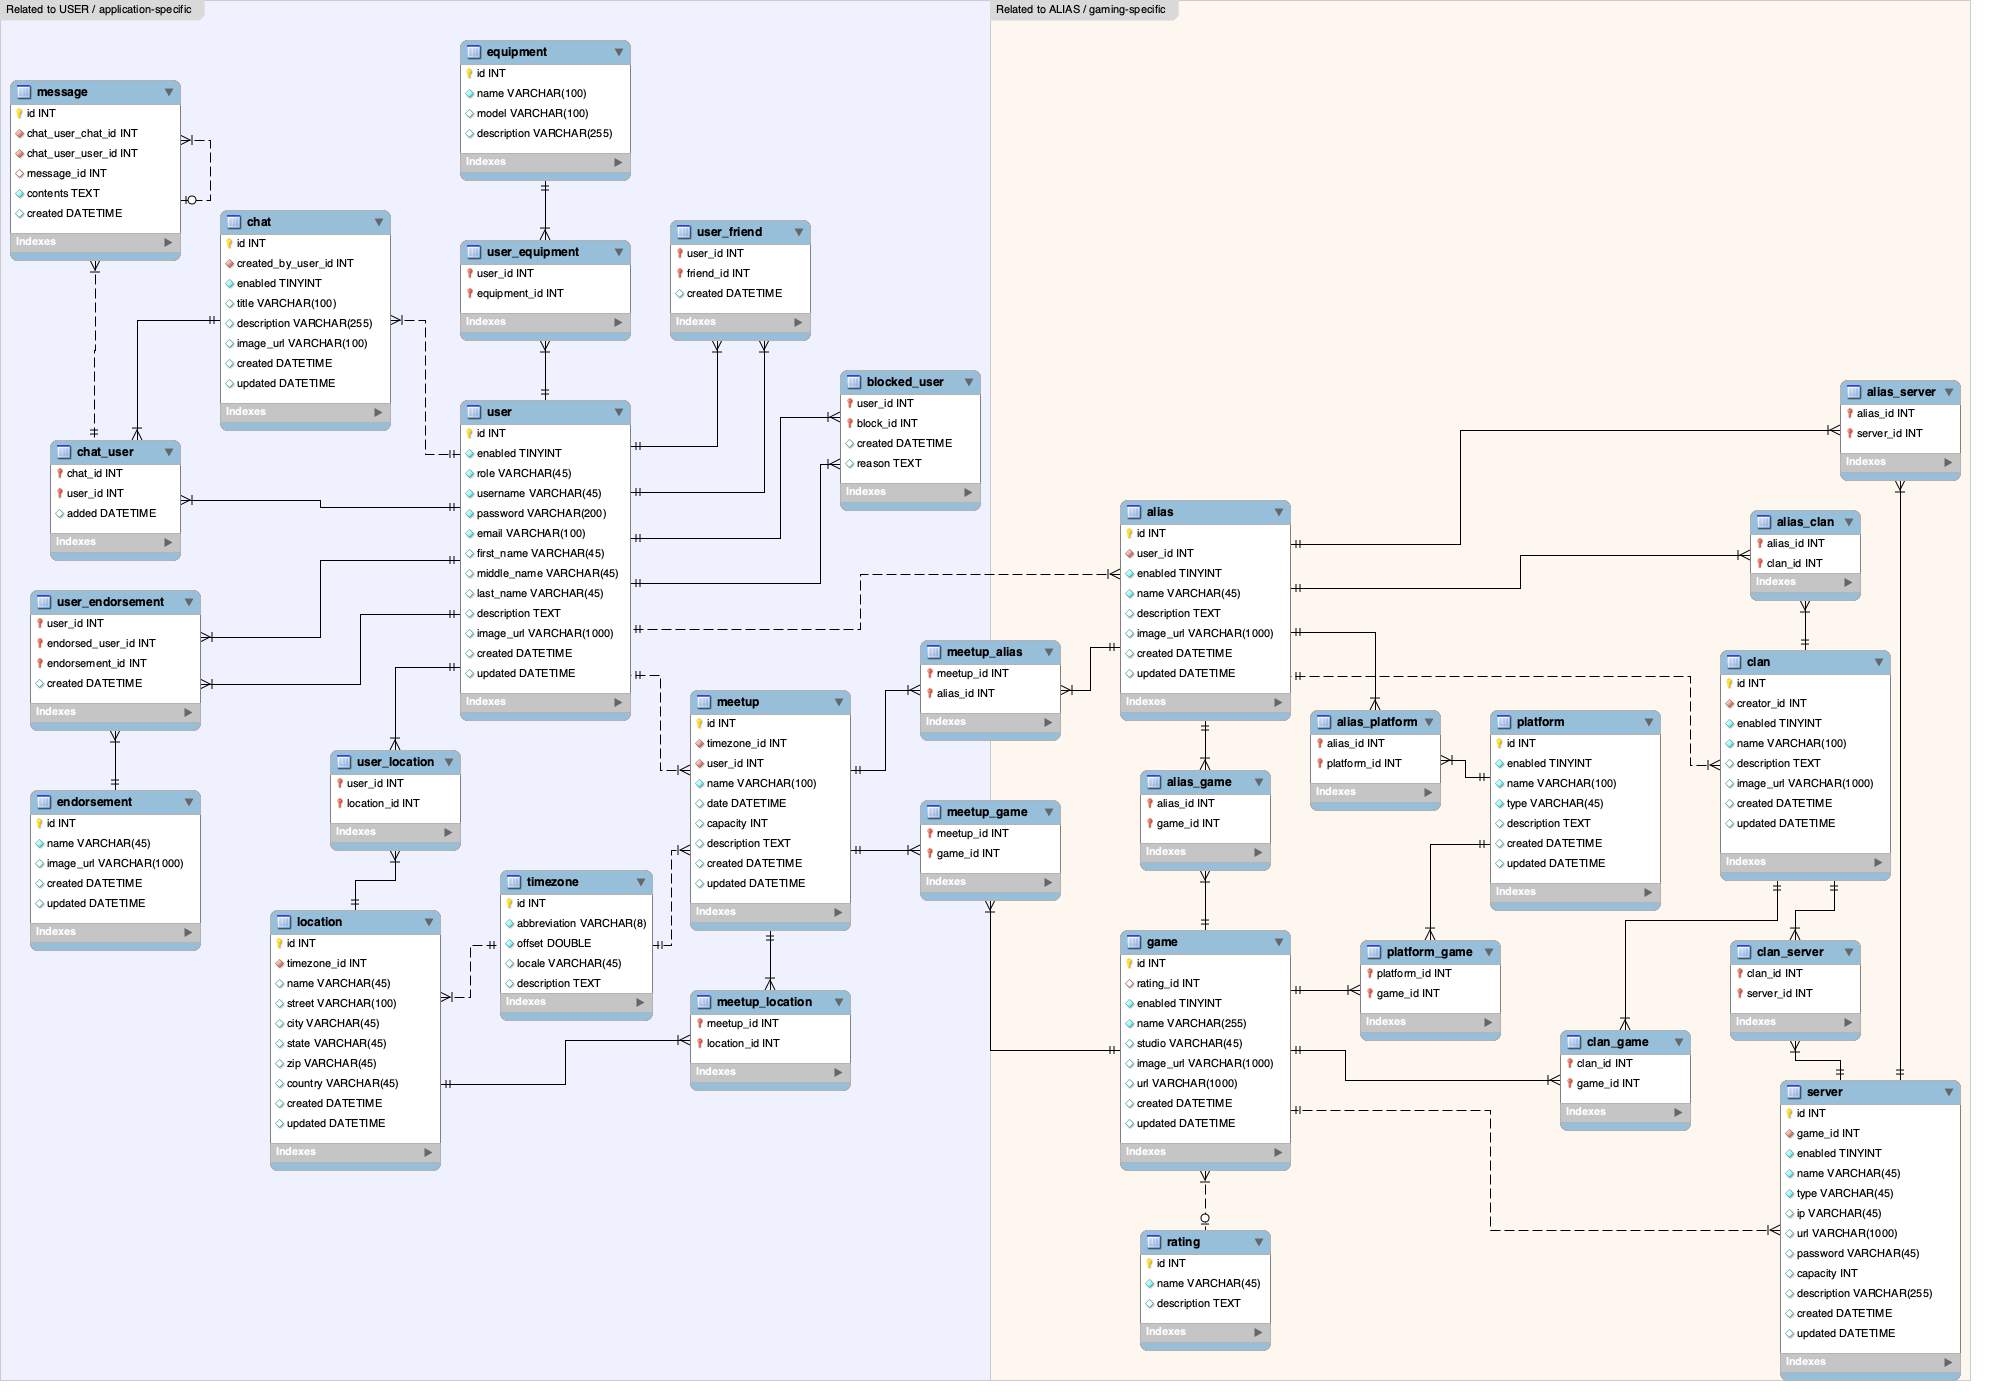 Related to USER / application-specific
Related to ALIAS / gaming-specific
equipment
id INT
name VARCHAR(100)
model VARCHAR(100)
description VARCHAR(255)
Indexes
message
id INT
chat_user_chat_id INT
chat_user_user_id INT
message_id INT
contents TEXT
created DATETIME
Indexes
chat
id INT
created_by_user_id INT
enabled TINYINT
title VARCHAR(100)
description VARCHAR(255)
image_url VARCHAR(100)
created DATETIME
updated DATETIME
Indexes
user_equipment
user_id INT
equipment_id INT
Indexes
user_friend
user_id INT
friend_id INT
created DATETIME
Indexes
blocked_user
user_id INT
block_id INT
created DATETIME
reason TEXT
Indexes
user
id INT
enabled TINYINT
role VARCHAR(45)
username VARCHAR(45)
password VARCHAR(200)
email VARCHAR(100)
first_name VARCHAR(45)
middle_name VARCHAR(45)
last_name VARCHAR(45)
description TEXT
image_url VARCHAR(1000)
created DATETIME
updated DATETIME
Indexes
chat_user
chat_id INT
user_id INT
added DATETIME
Indexes
user_endorsement
user_id INT
endorsed_user_id INT
endorsement_id INT
created DATETIME
Indexes
endorsement
id INT
name VARCHAR(45)
image_url VARCHAR(1000)
created DATETIME
updated DATETIME
Indexes
user_location
user_id INT
location_id INT
Indexes
location
id INT
timezone_id INT
name VARCHAR(45)
street VARCHAR(100)
city VARCHAR(45)
state VARCHAR(45)
zip VARCHAR(45)
country VARCHAR(45)
created DATETIME
updated DATETIME
Indexes
timezone
id INT
abbreviation VARCHAR(8)
offset DOUBLE
locale VARCHAR(45)
description TEXT
Indexes
meetup
id INT
timezone_id INT
user_id INT
name VARCHAR(100)
date DATETIME
capacity INT
description TEXT
created DATETIME
updated DATETIME
Indexes
meetup_location
meetup_id INT
location_id INT
Indexes
meetup_alias
meetup_id INT
alias_id INT
Indexes
meetup_game
meetup_id INT
game_id INT
Indexes
alias
id INT
user_id INT
enabled TINYINT
name VARCHAR(45)
description TEXT
image_url VARCHAR(1000)
created DATETIME
updated DATETIME
Indexes
alias_server
alias_id INT
server_id INT
Indexes
alias_clan
alias_id INT
clan_id INT
Indexes
clan
id INT
creator_id INT
enabled TINYINT
name VARCHAR(100)
description TEXT
image_url VARCHAR(1000)
created DATETIME
updated DATETIME
Indexes
alias_platform
alias_id INT
platform_id INT
Indexes
platform
id INT
enabled TINYINT
name VARCHAR(100)
type VARCHAR(45)
description TEXT
created DATETIME
updated DATETIME
Indexes
alias_game
alias_id INT
game_id INT
Indexes
game
id INT
rating_id INT
enabled TINYINT
name VARCHAR(255)
studio VARCHAR(45)
image_url VARCHAR(1000)
url VARCHAR(1000)
created DATETIME
updated DATETIME
Indexes
platform_game
platform_id INT
game_id INT
Indexes
clan_server
clan_id INT
server_id INT
Indexes
clan_game
clan_id INT
game_id INT
Indexes
server
id INT
game_id INT
enabled TINYINT
name VARCHAR(45)
type VARCHAR(45)
ip VARCHAR(45)
url VARCHAR(1000)
password VARCHAR(45)
capacity INT
description VARCHAR(255)
created DATETIME
updated DATETIME
Indexes
rating
id INT
name VARCHAR(45)
description TEXT
Indexes